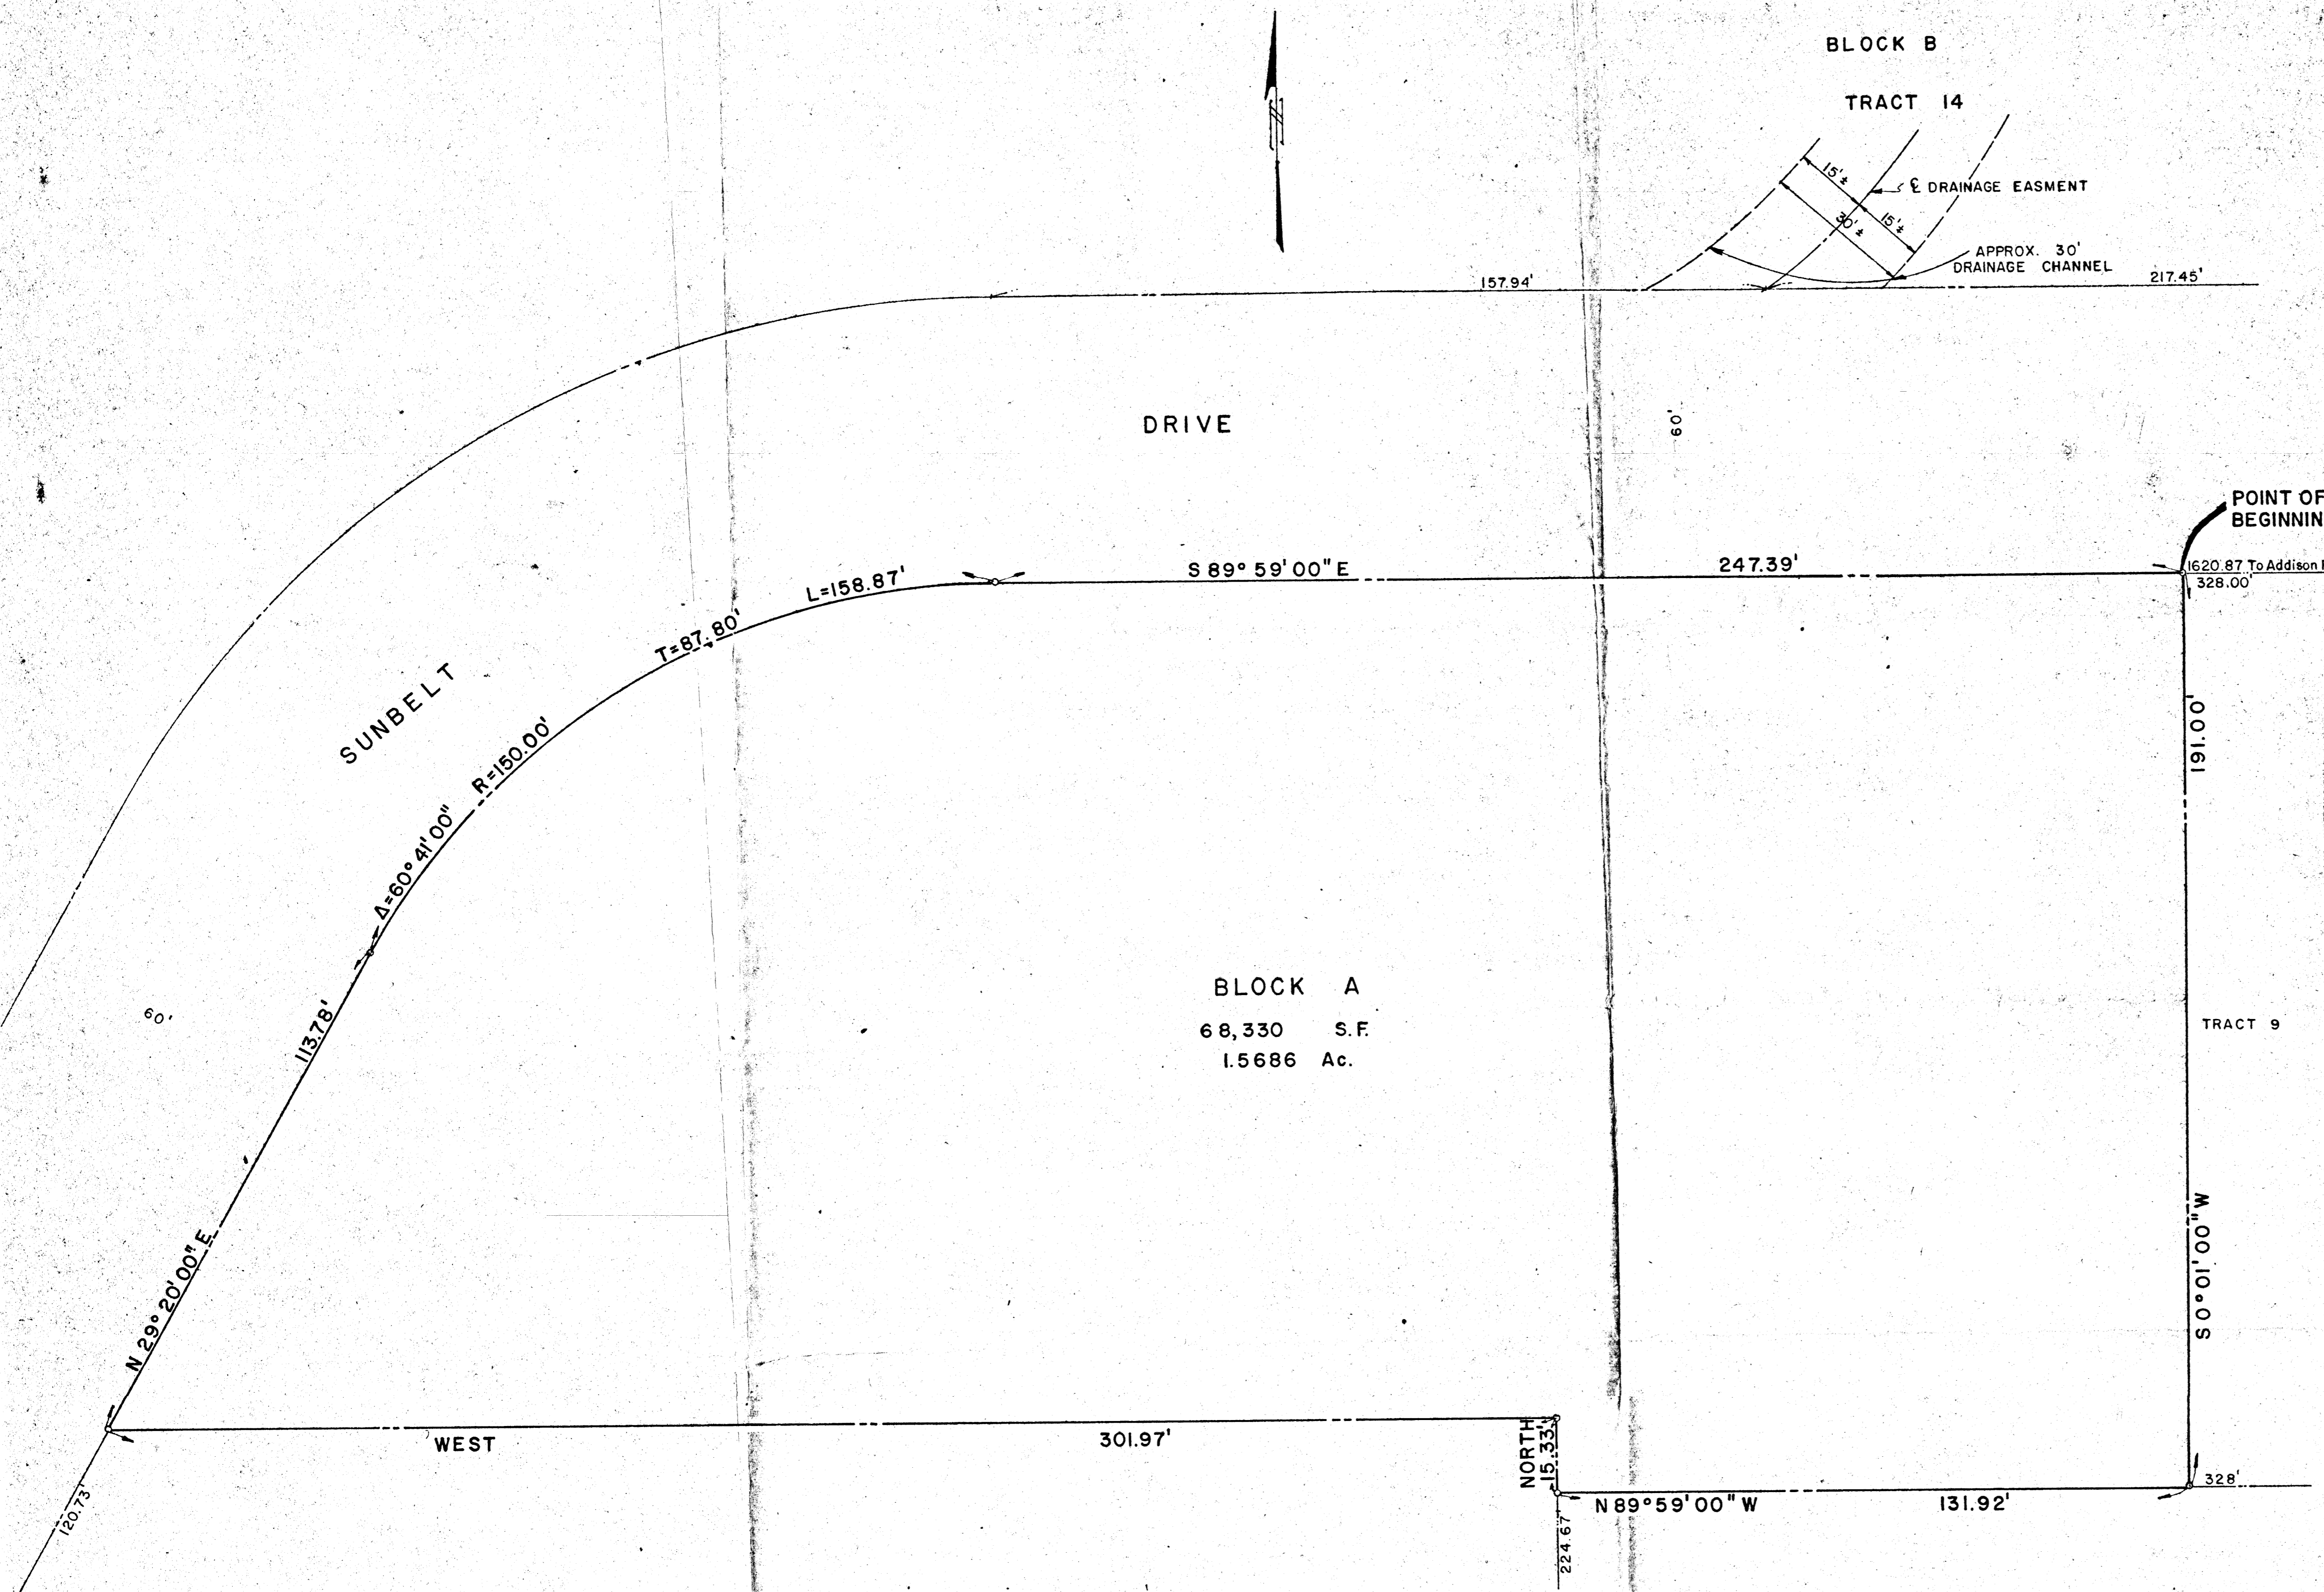 BLOCK B
TRACT 14
15'±
℄ DRAINAGE EASMENT
30'±
15'±
APPROX. 30'
DRAINAGE CHANNEL
157.94'
217.45'
DRIVE
60'
POINT OF
BEGINNIN
S 89° 59' 00" E
247.39'
1620.87 To Addison
328.00'
L=158.87'
T=87.80'
SUNBELT
R=150.00'
Δ=60° 41' 00"
191.00'
BLOCK A
68,330 S.F.
1.5686 Ac.
60'
113.78'
TRACT 9
N 29° 20' 00" E
S 0° 01' 00" W
WEST
301.97'
NORTH
15.33'
N 89° 59' 00" W
131.92'
328'
120.73'
224.67'